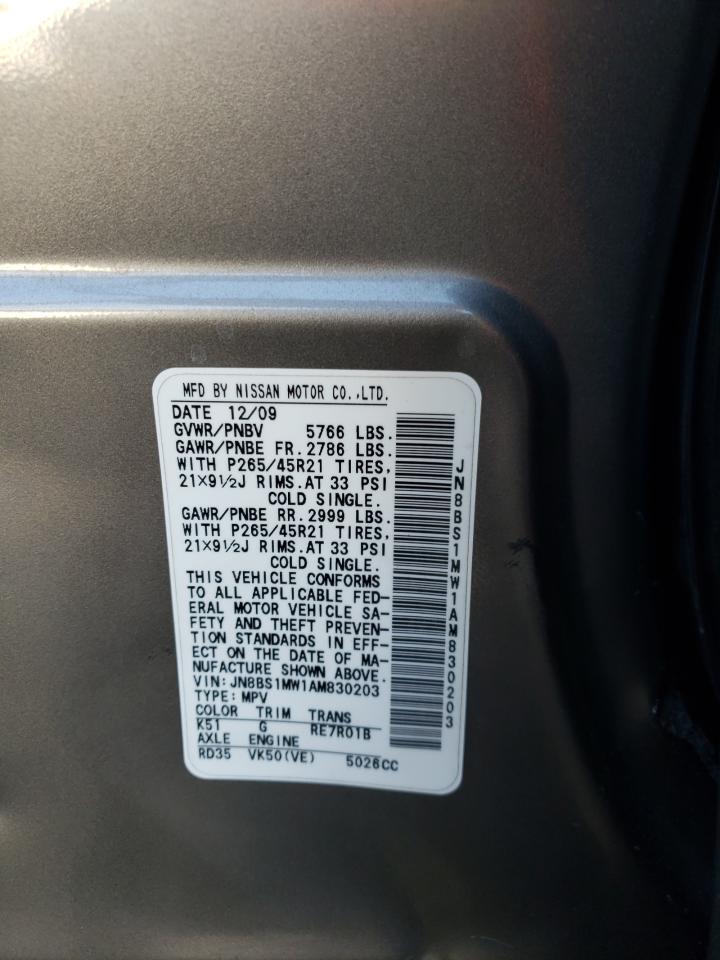 MFD BY NISSAN MOTOR CO.,LTD.
DATE 12/09
GVWR/PNBV 5766 LBS.
GAWR/PNBE FR. 2786 LBS.
WITH P265/45R21 TIRES,
21×9½J RIMS.AT 33 PSI
COLD SINGLE.
GAWR/PNBE RR. 2999 LBS.
WITH P265/45R21 TIRES,
21×9½J RIMS.AT 33 PSI
COLD SINGLE.
THIS VEHICLE CONFORMS
TO ALL APPLICABLE FED-
ERAL MOTOR VEHICLE SA-
FETY AND THEFT PREVEN-
TION STANDARDS IN EFF-
ECT ON THE DATE OF MA-
NUFACTURE SHOWN ABOVE.
VIN:JN8BS1MW1AM830203
TYPE: MPV
COLOR TRIM TRANS
K51 G RE7R01B
AXLE ENGINE
RD35 VK50(VE) 5026CC
JN8BS1MW1AM830203